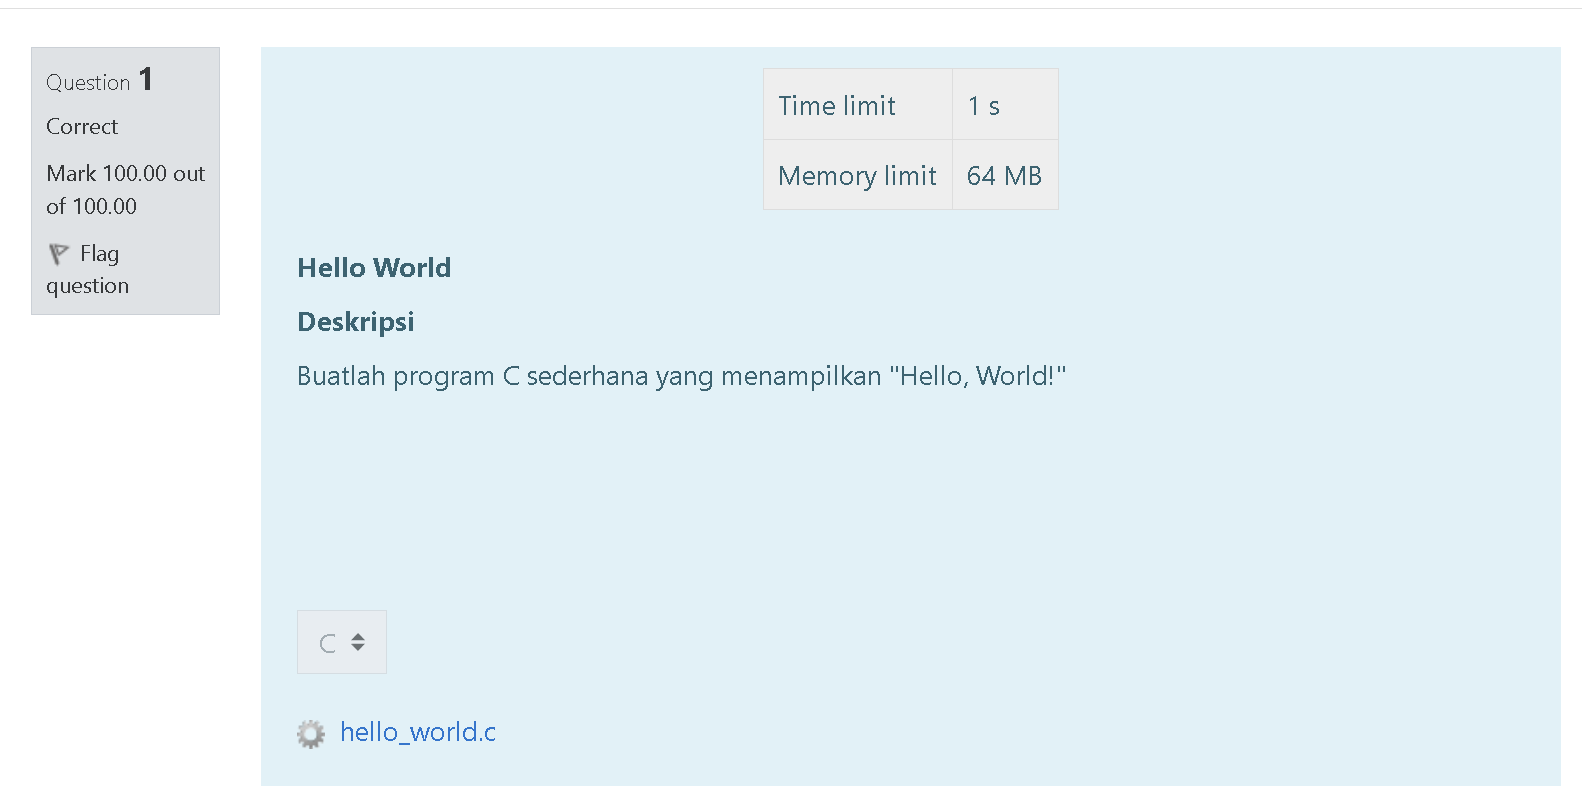 Question 1
Correct
Mark 100.00 out
of 100.00
Flag
question
Time limit 1 s
Memory limit 64 MB
Hello World
Deskripsi
Buatlah program C sederhana yang menampilkan "Hello, World!"
C
hello_world.c